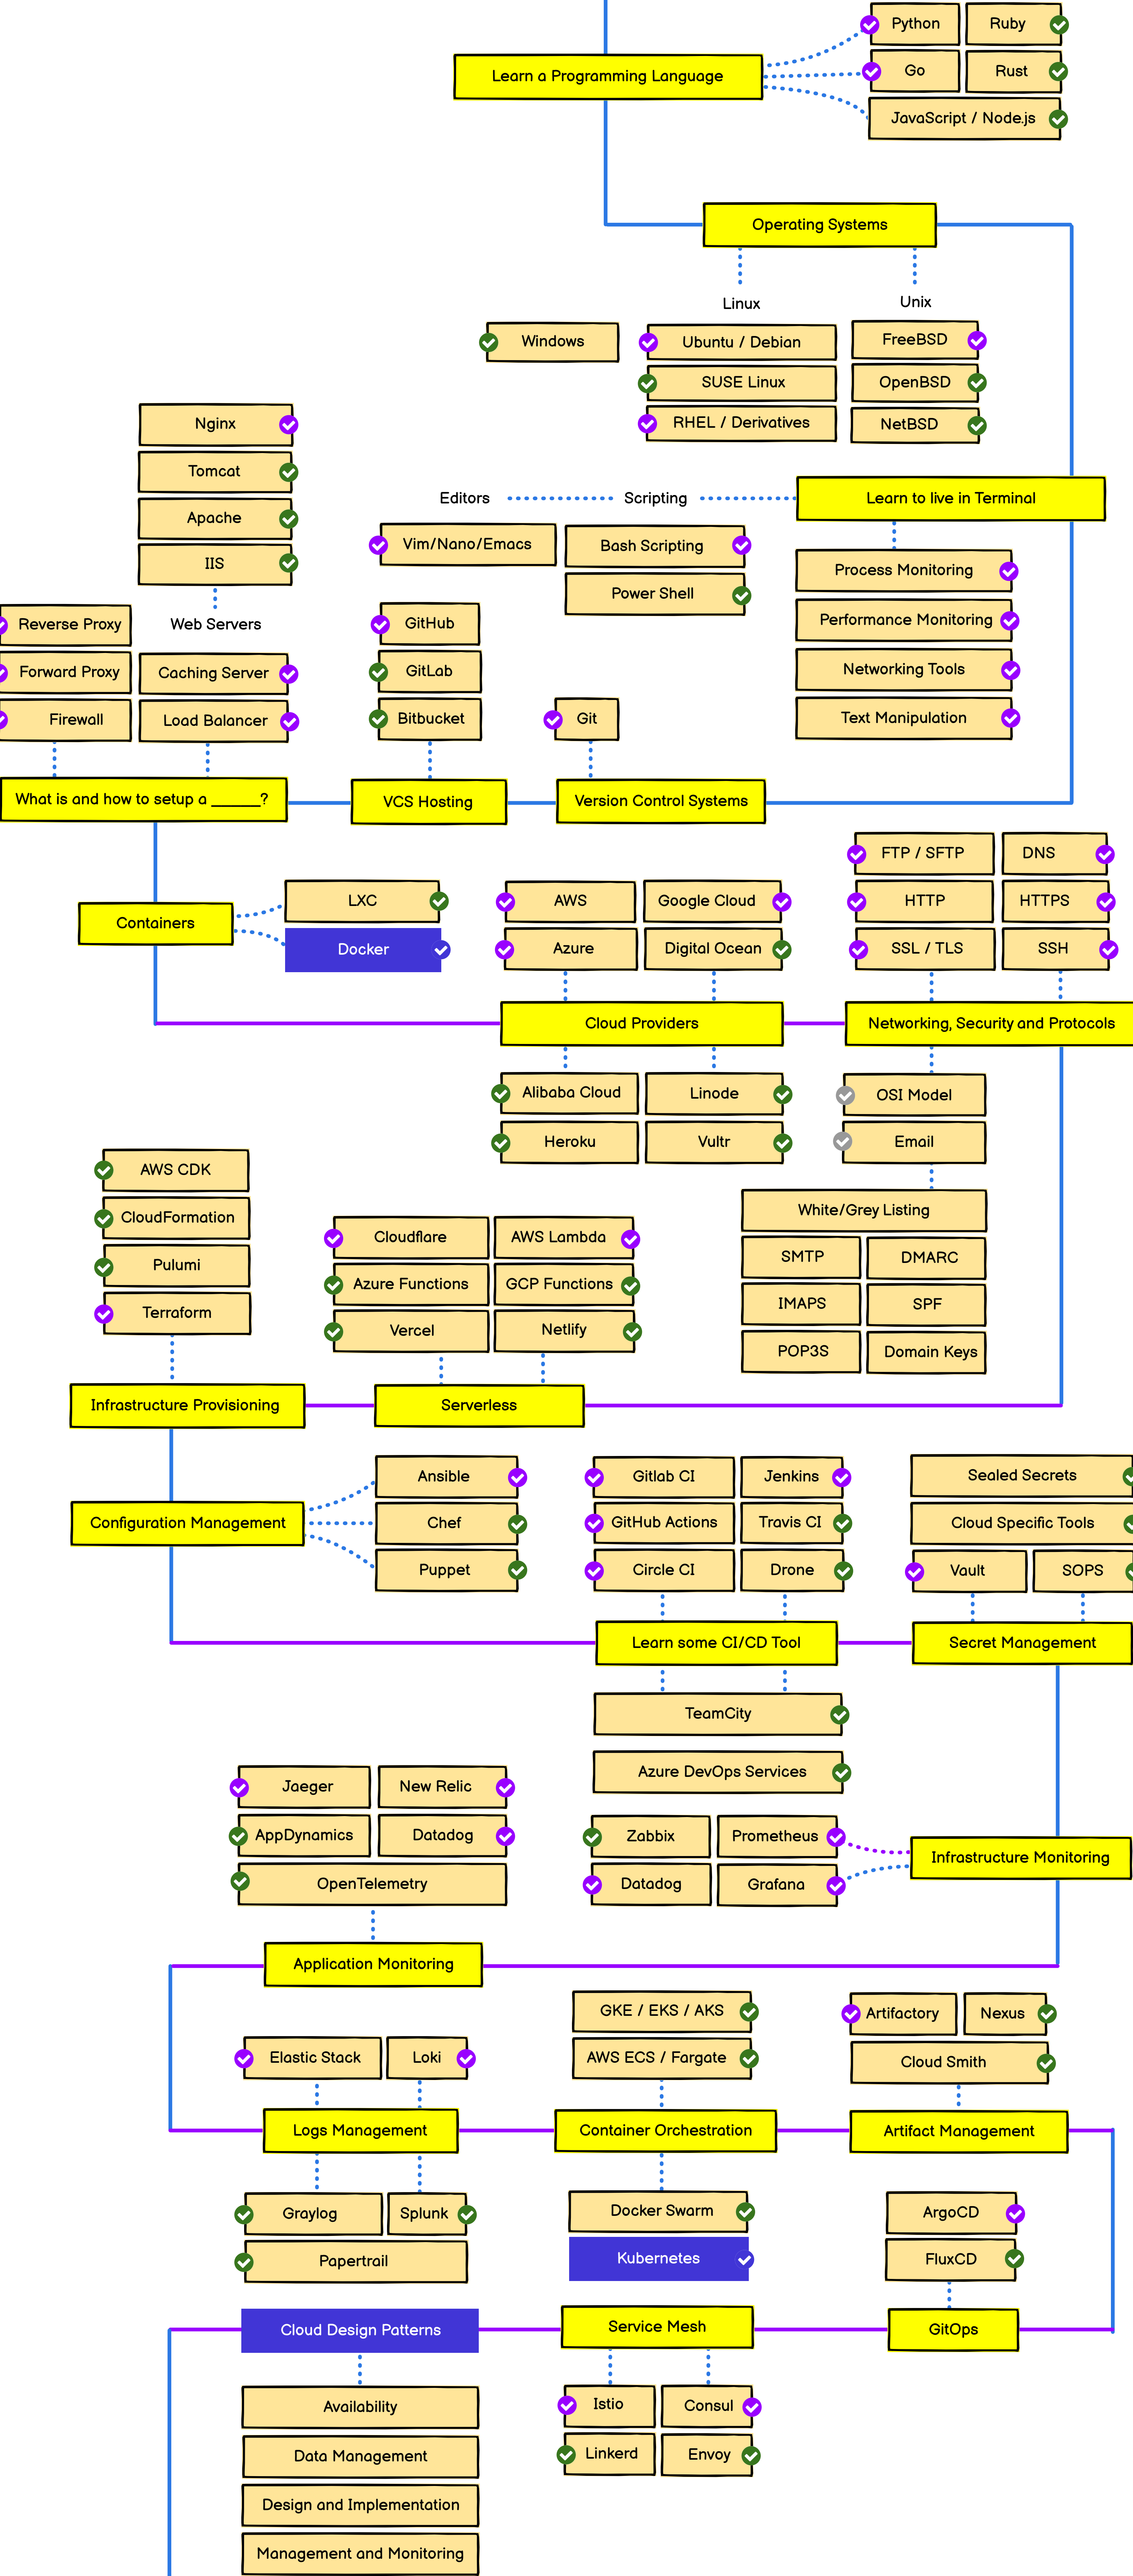 Python
Ruby
Learn a Programming Language
Go
Rust
JavaScript / Node.js
Operating Systems
Linux
Unix
Windows
Ubuntu / Debian
FreeBSD
SUSE Linux
OpenBSD
RHEL / Derivatives
NetBSD
Nginx
Tomcat
Apache
IIS
Web Servers
Editors
Scripting
Learn to live in Terminal
Vim/Nano/Emacs
Bash Scripting
Power Shell
Process Monitoring
Performance Monitoring
Networking Tools
Text Manipulation
Reverse Proxy
Forward Proxy
Caching Server
Firewall
Load Balancer
GitHub
GitLab
Bitbucket
Git
What is and how to setup a ______?
VCS Hosting
Version Control Systems
Containers
LXC
Docker
AWS
Google Cloud
Azure
Digital Ocean
Cloud Providers
Alibaba Cloud
Linode
Heroku
Vultr
FTP / SFTP
DNS
HTTP
HTTPS
SSL / TLS
SSH
Networking, Security and Protocols
OSI Model
Email
White/Grey Listing
SMTP
DMARC
IMAPS
SPF
POP3S
Domain Keys
AWS CDK
CloudFormation
Pulumi
Terraform
Cloudflare
AWS Lambda
Azure Functions
GCP Functions
Vercel
Netlify
Infrastructure Provisioning
Serverless
Configuration Management
Ansible
Chef
Puppet
Gitlab CI
Jenkins
GitHub Actions
Travis CI
Circle CI
Drone
Learn some CI/CD Tool
TeamCity
Azure DevOps Services
Sealed Secrets
Cloud Specific Tools
Vault
SOPS
Secret Management
Jaeger
New Relic
AppDynamics
Datadog
OpenTelemetry
Zabbix
Prometheus
Datadog
Grafana
Infrastructure Monitoring
Application Monitoring
Elastic Stack
Loki
GKE / EKS / AKS
AWS ECS / Fargate
Artifactory
Nexus
Cloud Smith
Logs Management
Container Orchestration
Artifact Management
Graylog
Splunk
Papertrail
Docker Swarm
Kubernetes
ArgoCD
FluxCD
Cloud Design Patterns
Service Mesh
GitOps
Availability
Data Management
Design and Implementation
Management and Monitoring
Istio
Consul
Linkerd
Envoy